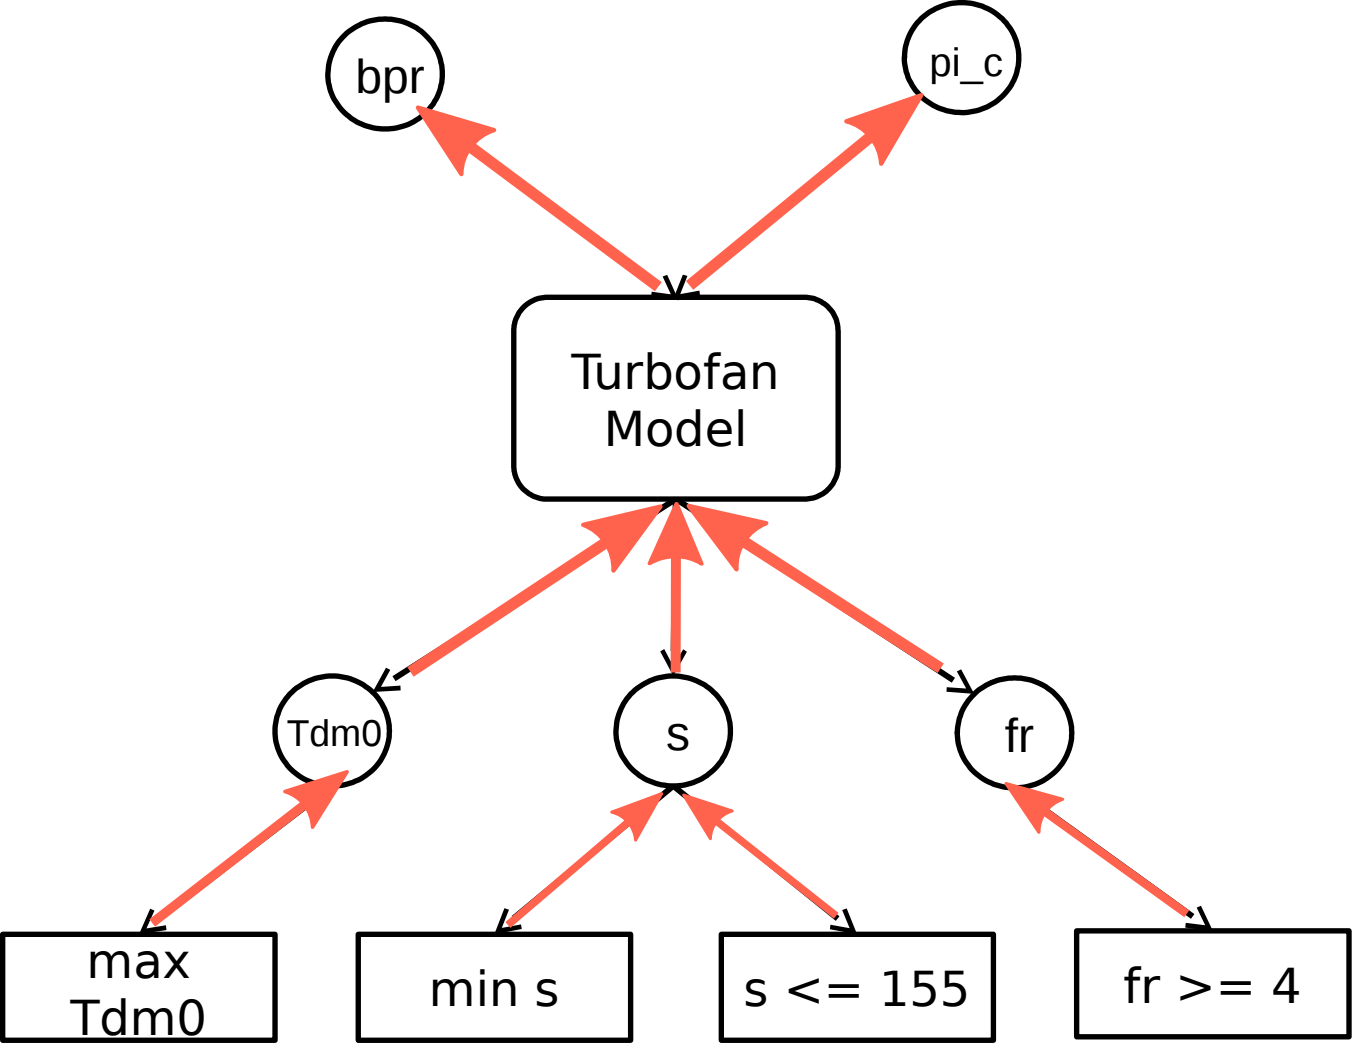 bpr
pi_c
Turbofan
Model
Tdm0
s
fr
max
Tdm0
min s
s <= 155
fr >= 4